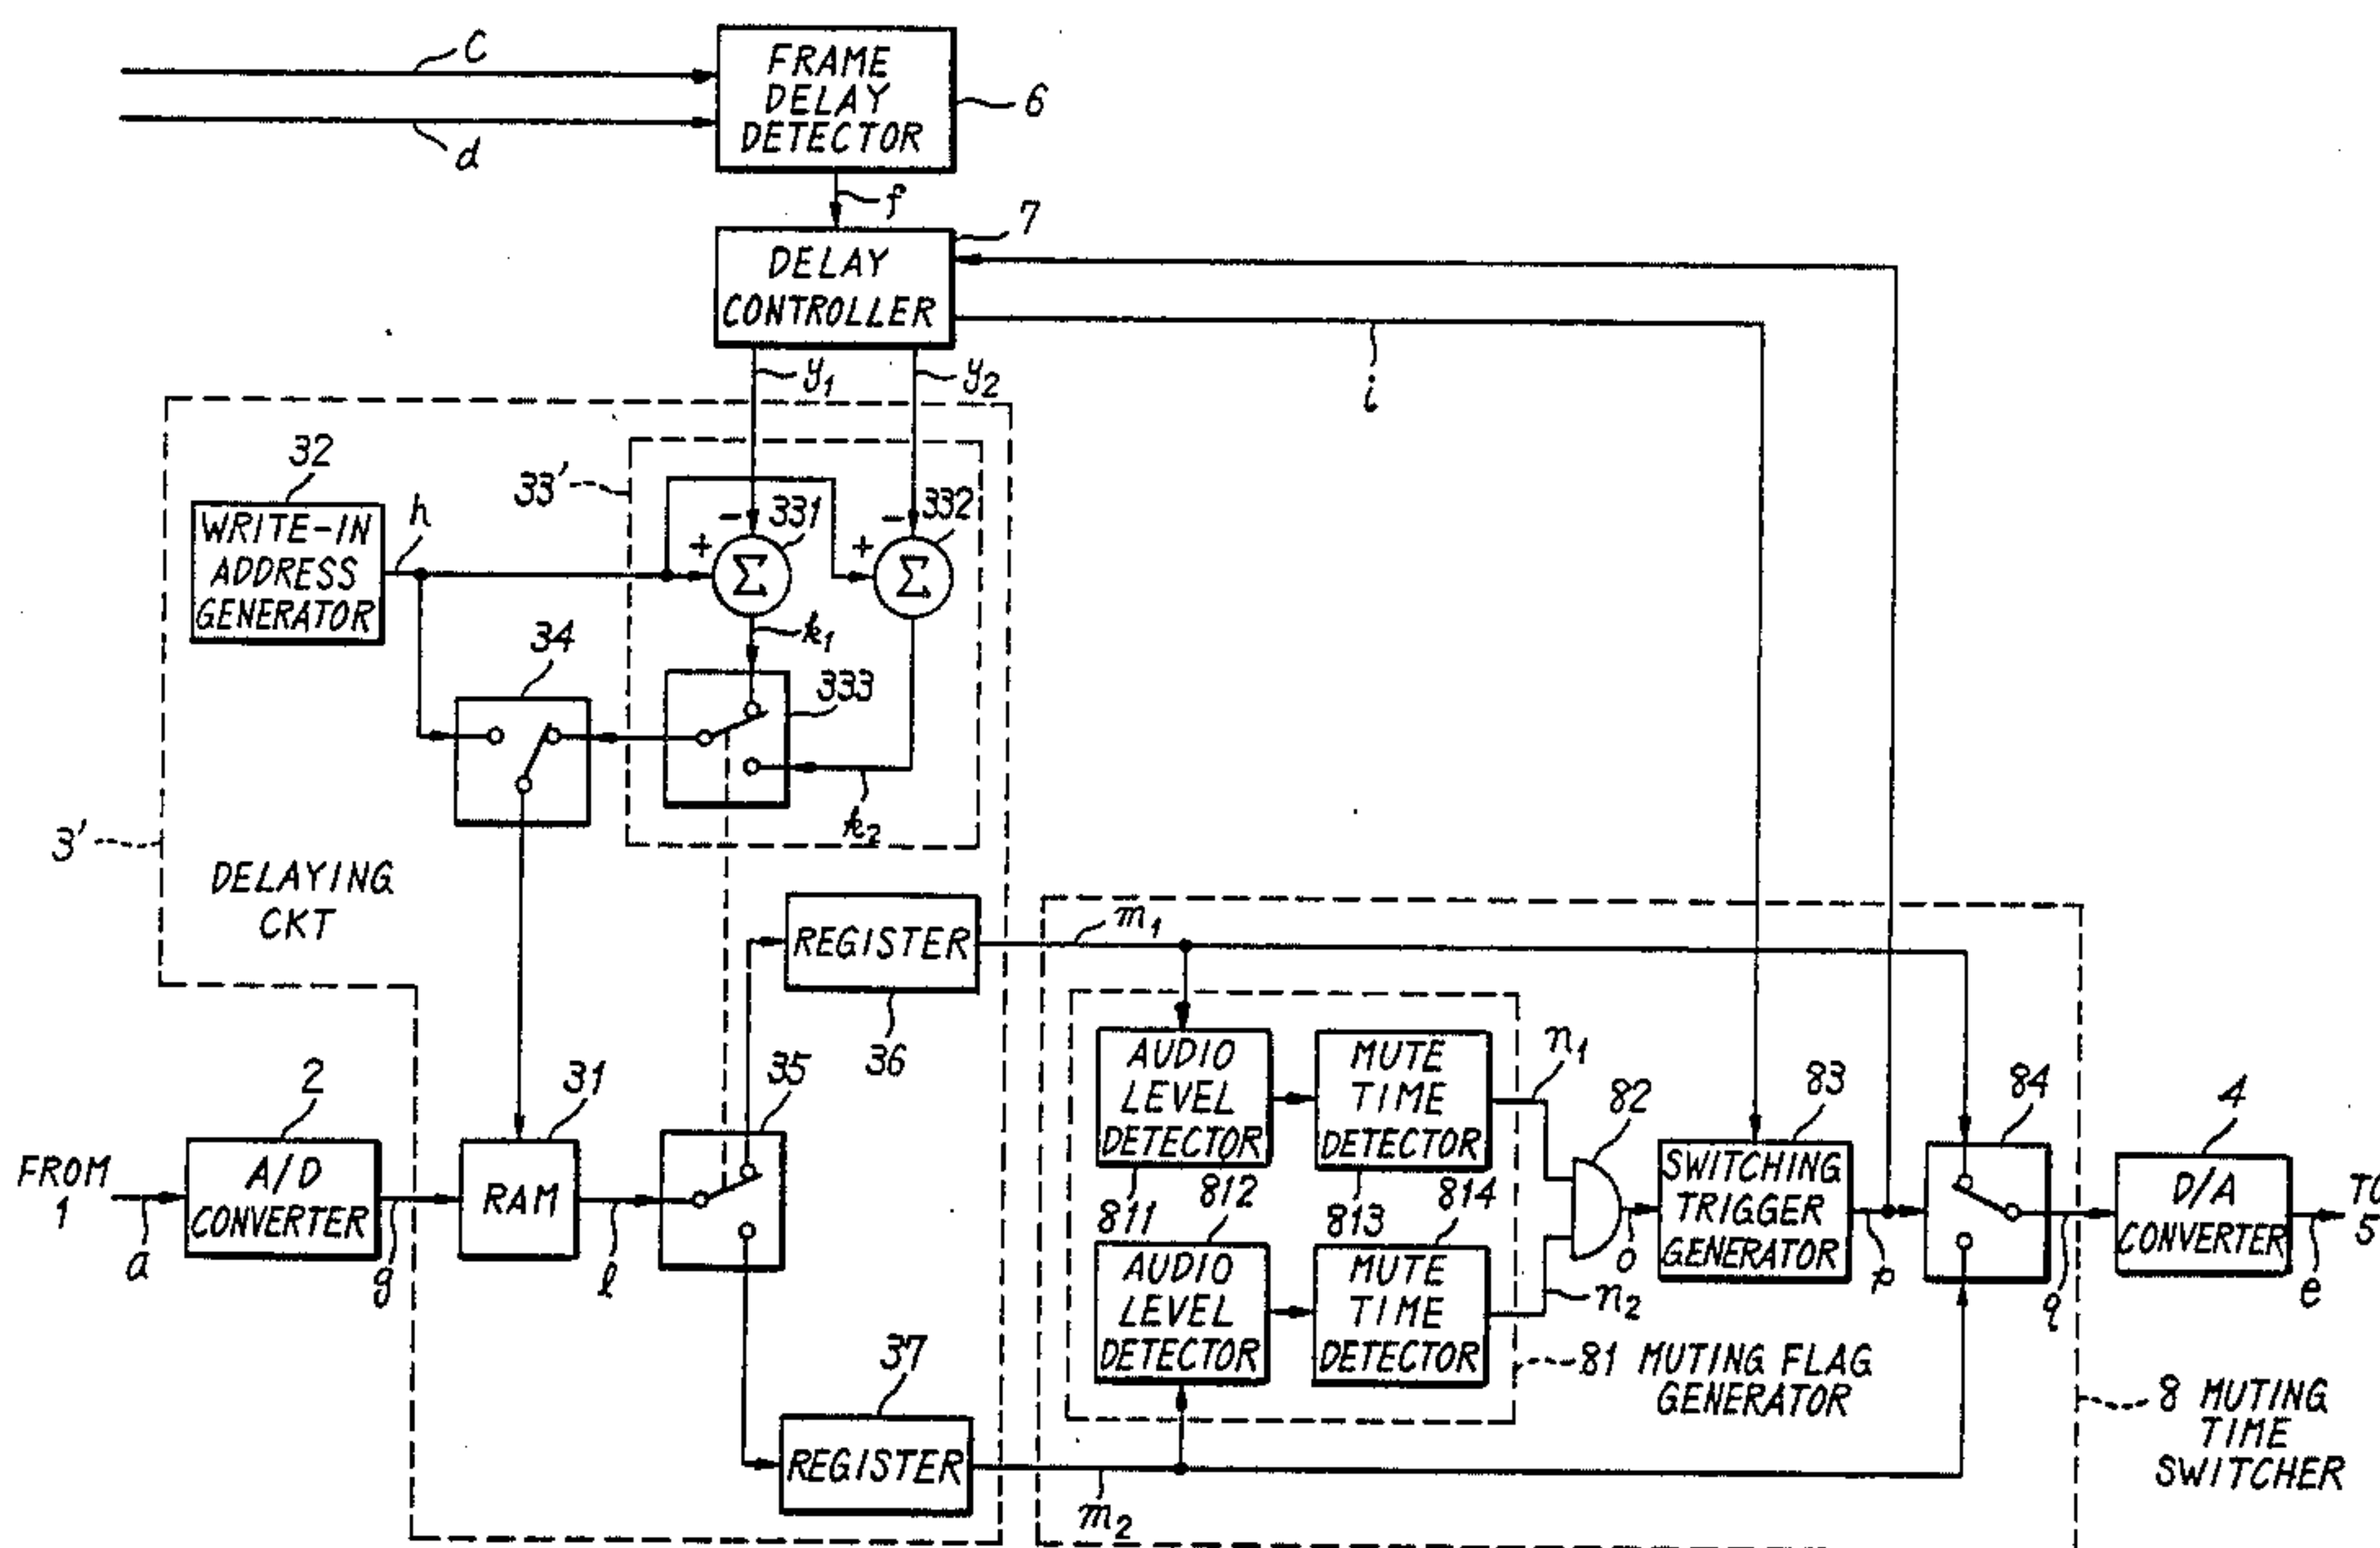 C
d
FRAME
DELAY
DETECTOR
6
f
7
DELAY
CONTROLLER
i
y1
y2
32
WRITE-IN
ADDRESS
GENERATOR
h
33'
- 331
+
Σ
- 332
+
Σ
k1
34
333
k2
3'
DELAYING
CKT
REGISTER
36
m1
FROM
1
a
2
A/D
CONVERTER
g
31
RAM
l
35
AUDIO
LEVEL
DETECTOR
811
812
MUTE
TIME
DETECTOR
813
814
n1
82
o
83
SWITCHING
TRIGGER
GENERATOR
p
84
q
4
D/A
CONVERTER
e
TO
5
AUDIO
LEVEL
DETECTOR
MUTE
TIME
DETECTOR
n2
81 MUTING FLAG
GENERATOR
37
REGISTER
m2
8 MUTING
TIME
SWITCHER